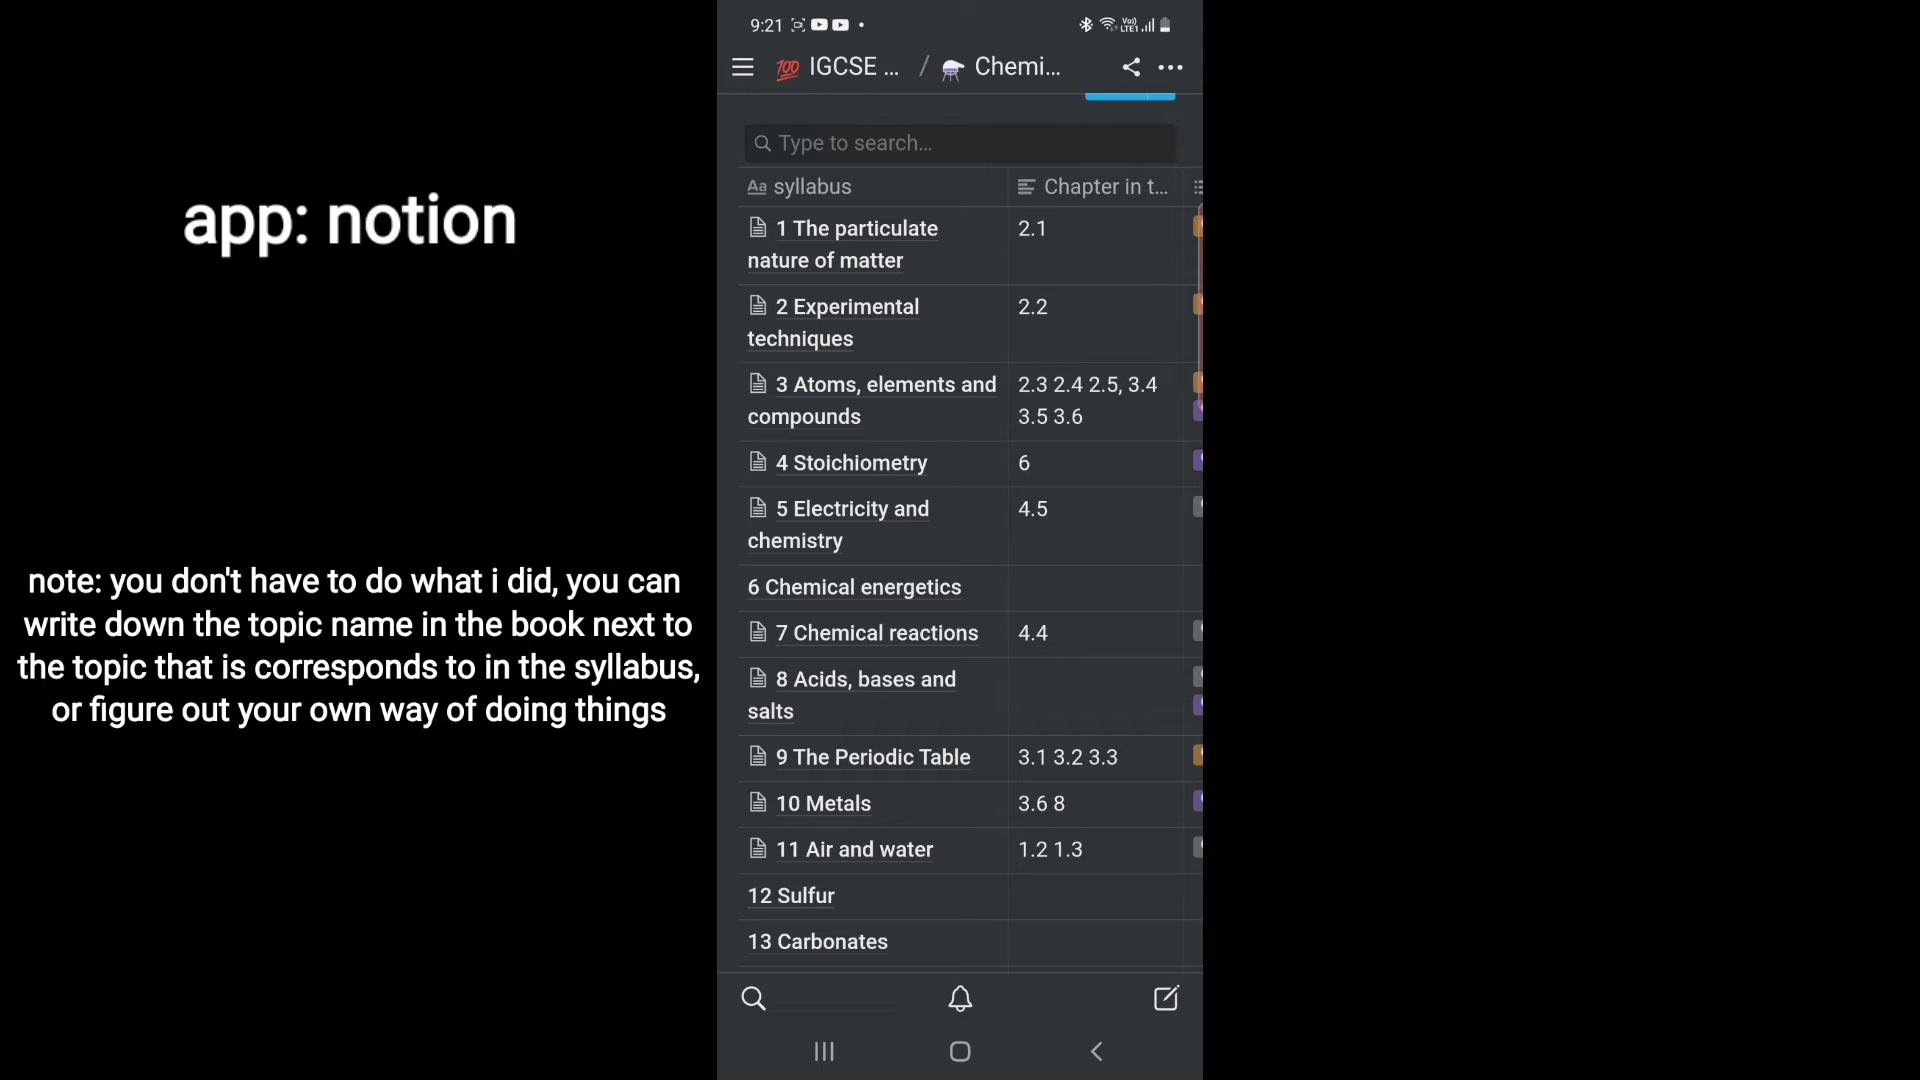 app: notion
note: you don't have to do what i did, you can
write down the topic name in the book next to
the topic that is corresponds to in the syllabus,
or figure out your own way of doing things
9:21
VoLTE1
100 IGCSE ... / Chemi...
Type to search...
Aa syllabus Chapter in t...
1 The particulate 2.1
nature of matter
2 Experimental 2.2
techniques
3 Atoms, elements and 2.3 2.4 2.5, 3.4
compounds 3.5 3.6
4 Stoichiometry 6
5 Electricity and 4.5
chemistry
6 Chemical energetics
7 Chemical reactions 4.4
8 Acids, bases and
salts
9 The Periodic Table 3.1 3.2 3.3
10 Metals 3.6 8
11 Air and water 1.2 1.3
12 Sulfur
13 Carbonates